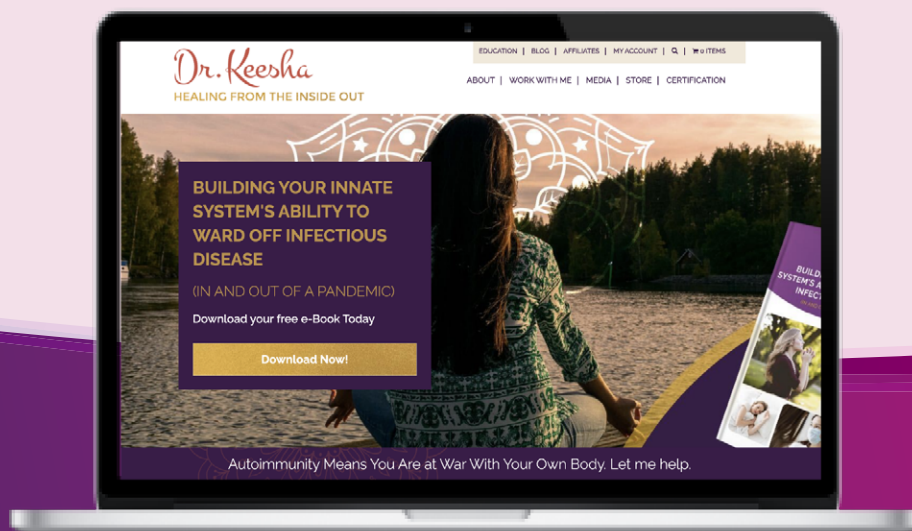 Dr. Keesha
HEALING FROM THE INSIDE OUT
EDUCATION | BLOG | AFFILIATES | MY ACCOUNT | | 0 ITEMS
ABOUT | WORK WITH ME | MEDIA | STORE | CERTIFICATION
BUILDING YOUR INNATE
SYSTEM'S ABILITY TO
WARD OFF INFECTIOUS
DISEASE
(IN AND OUT OF A PANDEMIC)
Download your free e-Book Today
Download Now!
BUILD
SYSTEM'S A
INFEC
Autoimmunity Means You Are at War With Your Own Body. Let me help.